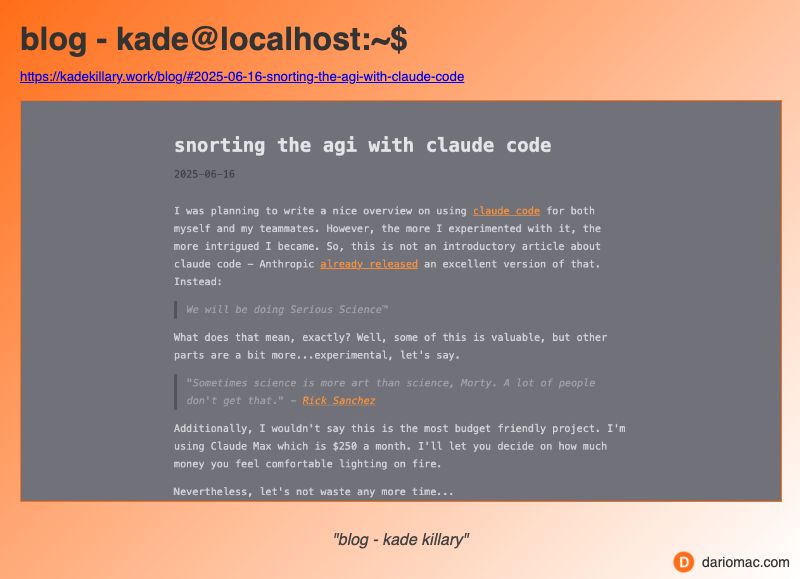 blog - kade@localhost:~$
https://kadekillary.work/blog/#2025-06-16-snorting-the-agi-with-claude-code
snorting the agi with claude code
2025-06-16
I was planning to write a nice overview on using claude code for both
myself and my teammates. However, the more I experimented with it, the
more intrigued I became. So, this is not an introductory article about
claude code – Anthropic already released an excellent version of that.
Instead:
We will be doing Serious Science™
What does that mean, exactly? Well, some of this is valuable, but other
parts are a bit more...experimental, let's say.
"Sometimes science is more art than science, Morty. A lot of people
don't get that." – Rick Sanchez
Additionally, I wouldn't say this is the most budget friendly project. I'm
using Claude Max which is $250 a month. I'll let you decide on how much
money you feel comfortable lighting on fire.
Nevertheless, let's not waste any more time...
"blog - kade killary"
D dariomac.com